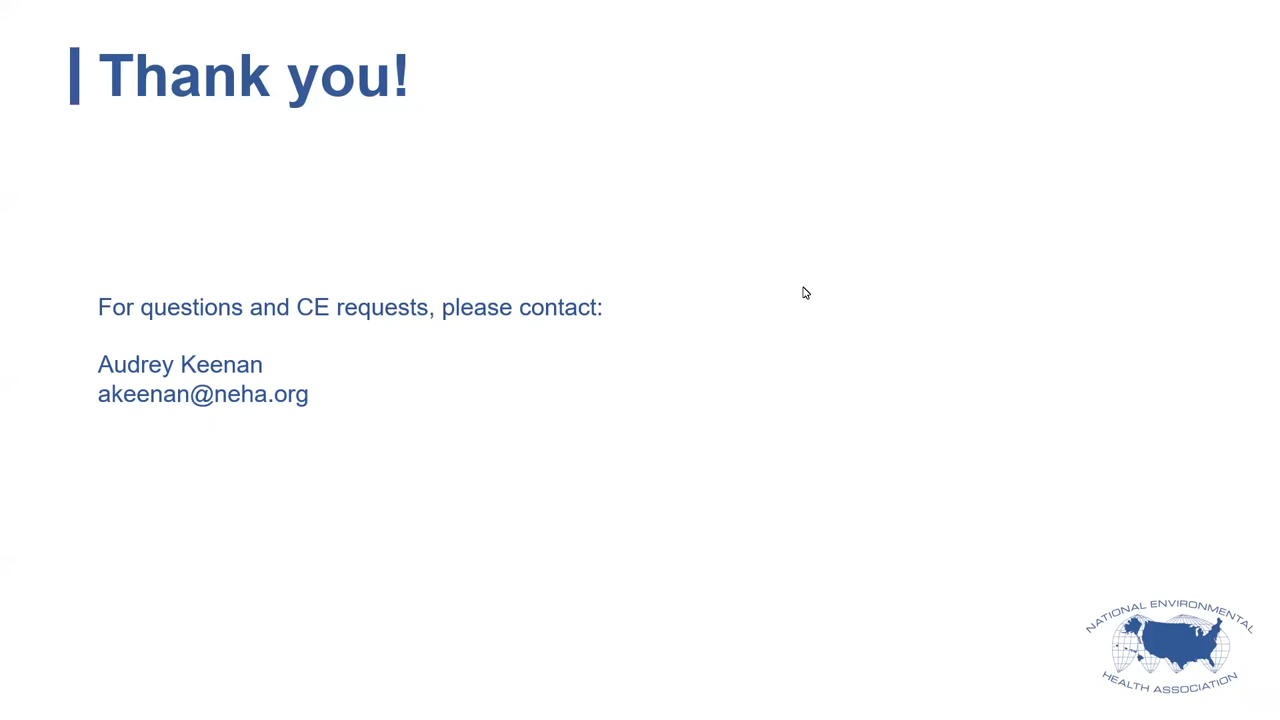 Thank you!
For questions and CE requests, please contact:
Audrey Keenan
akeenan@neha.org
NATIONAL ENVIRONMENTAL
HEALTH ASSOCIATION